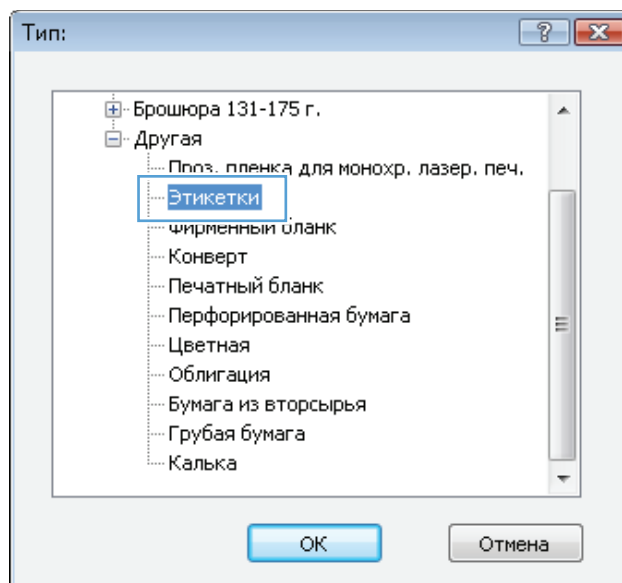 Тип:
Брошюра 131-175 г.
Другая
Проз. пленка для монохр. лазер. печ.
Этикетки
Фирменный бланк
Конверт
Печатный бланк
Перфорированная бумага
Цветная
Облигация
Бумага из вторсырья
Грубая бумага
Калька
OK
Отмена